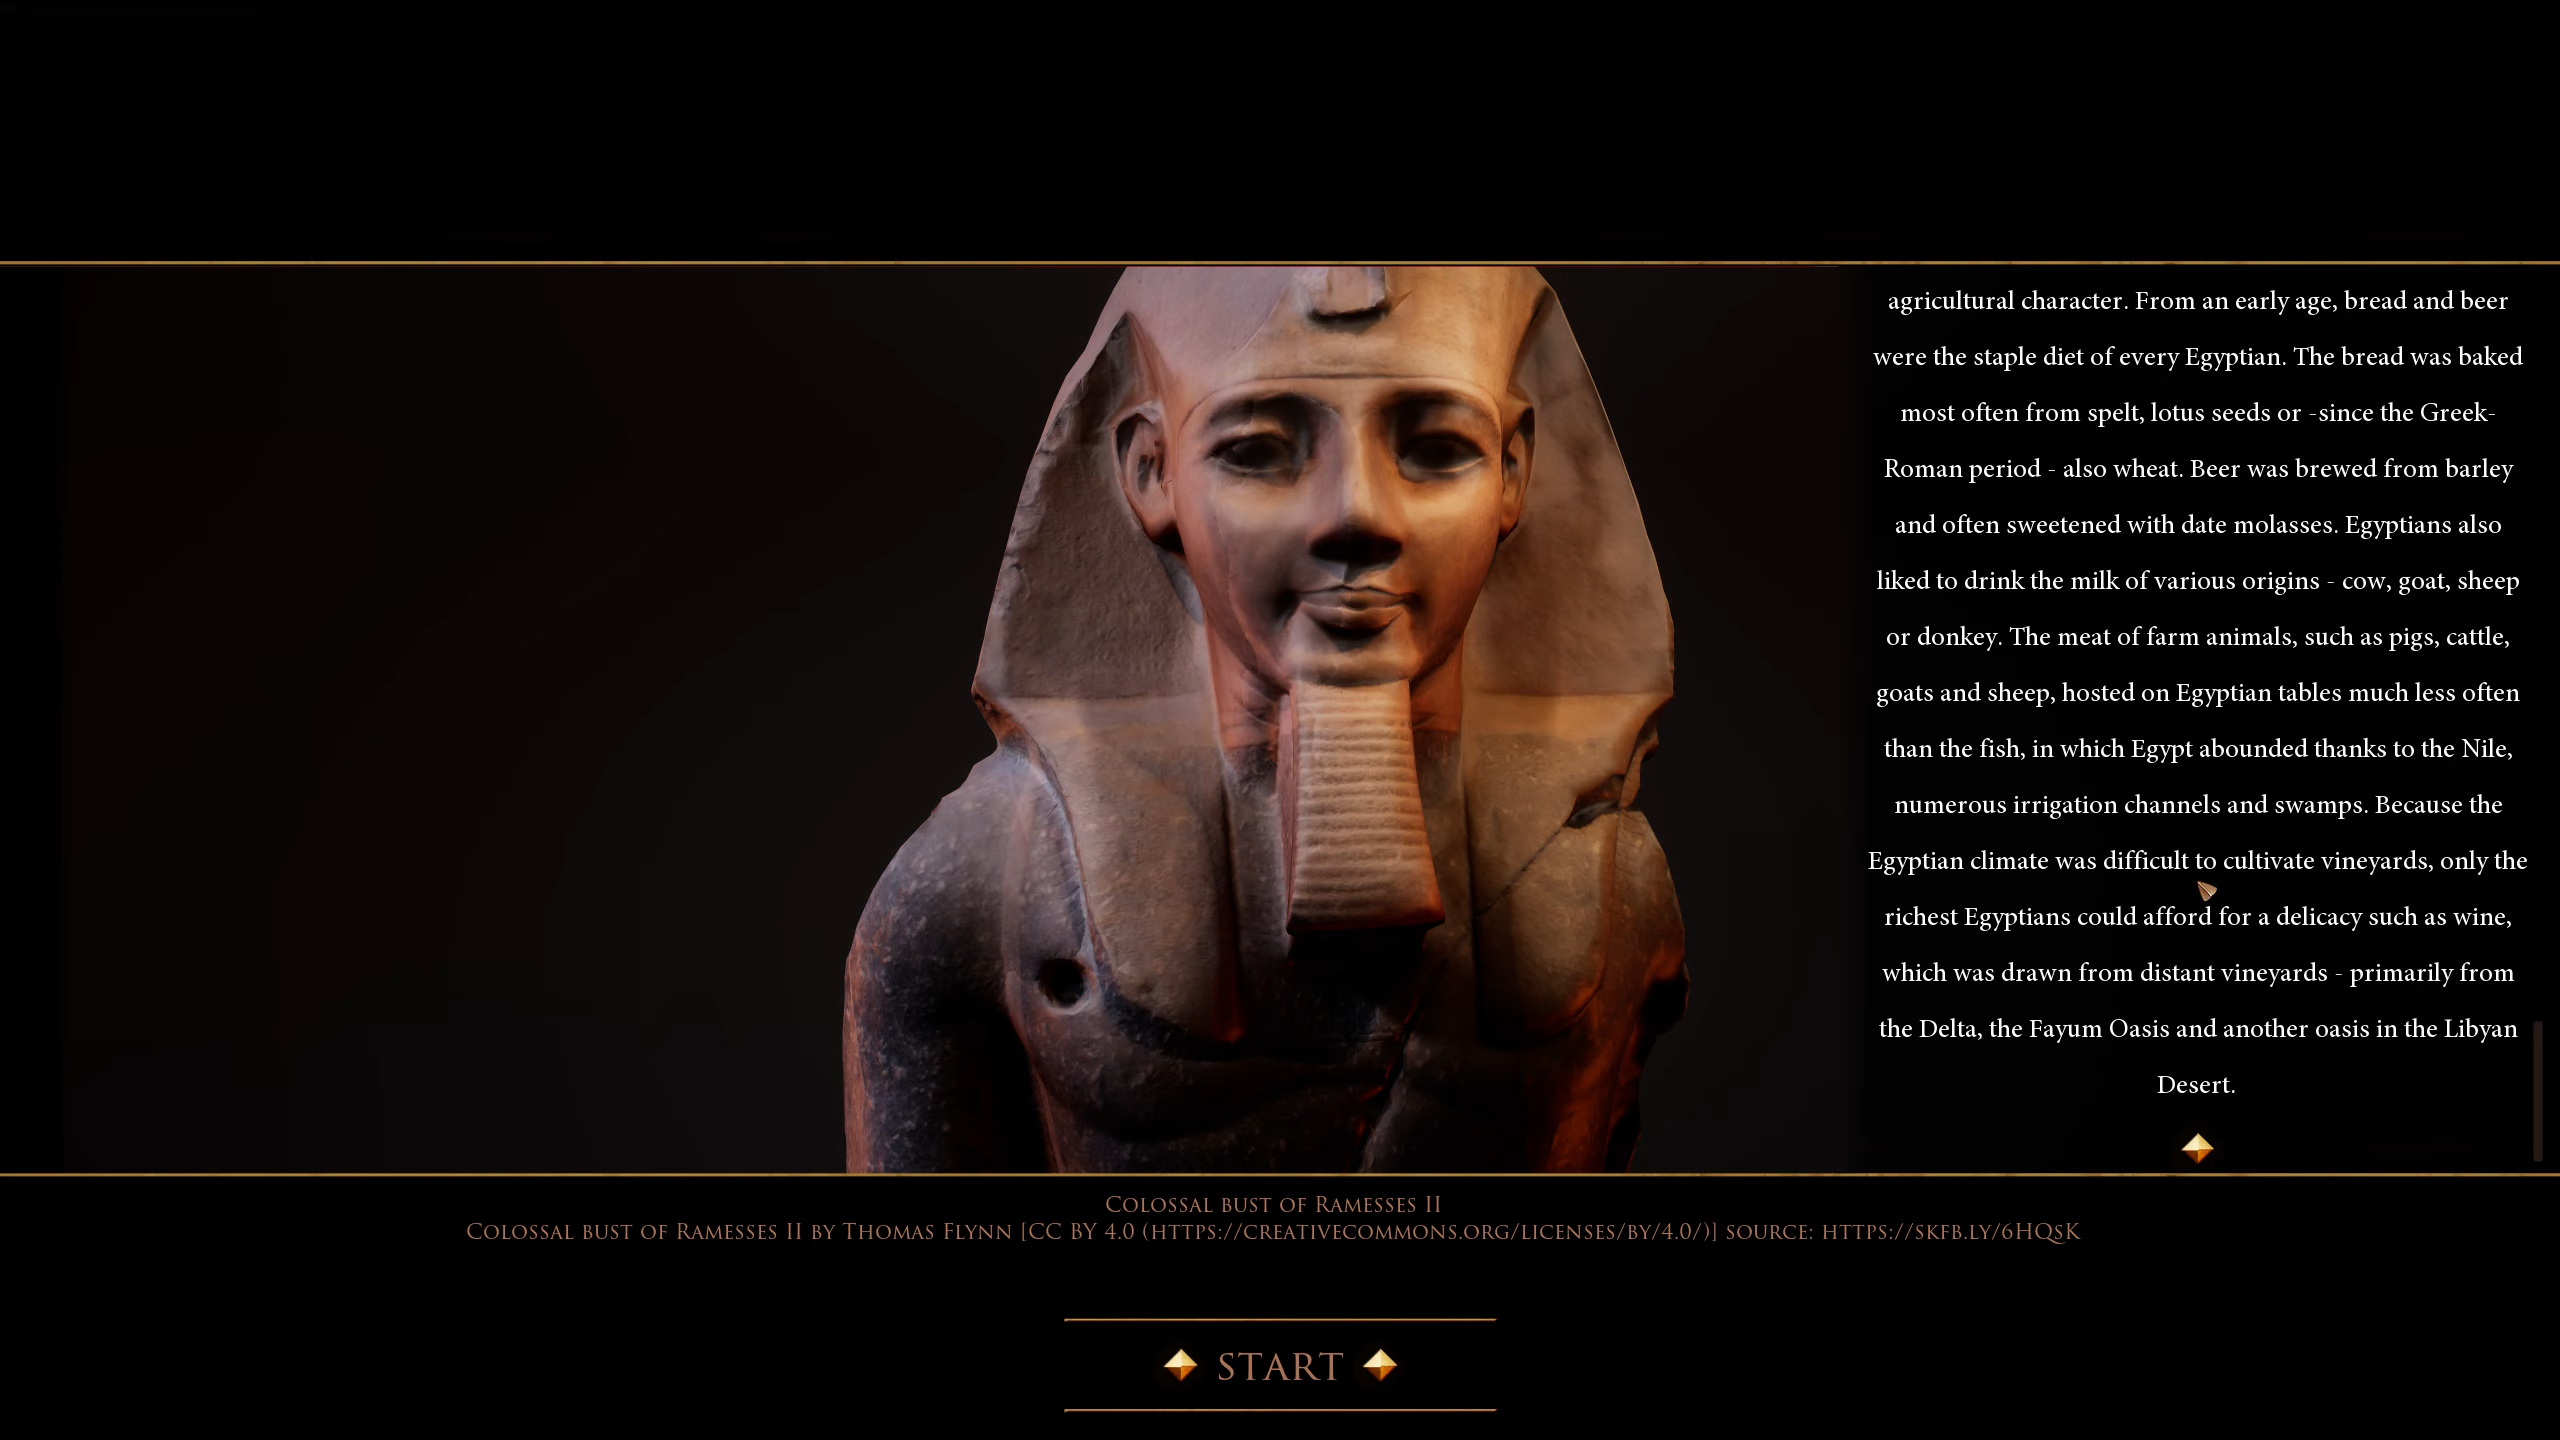 agricultural character. From an early age, bread and beer
were the staple diet of every Egyptian. The bread was baked
most often from spelt, lotus seeds or -since the Greek-
Roman period - also wheat. Beer was brewed from barley
and often sweetened with date molasses. Egyptians also
liked to drink the milk of various origins - cow, goat, sheep
or donkey. The meat of farm animals, such as pigs, cattle,
goats and sheep, hosted on Egyptian tables much less often
than the fish, in which Egypt abounded thanks to the Nile,
numerous irrigation channels and swamps. Because the
Egyptian climate was difficult to cultivate vineyards, only the
richest Egyptians could afford for a delicacy such as wine,
which was drawn from distant vineyards - primarily from
the Delta, the Fayum Oasis and another oasis in the Libyan
Desert.
Colossal bust of Ramesses II
Colossal bust of Ramesses II by Thomas Flynn [CC BY 4.0 (https://creativecommons.org/licenses/by/4.0/)] source: https://skfb.ly/6HQsK
START